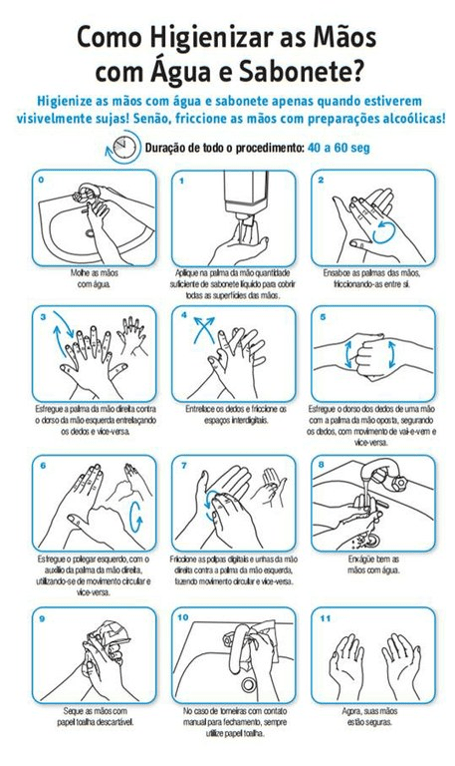 Como Higienizar as Mãos
com Água e Sabonete?
Higienize as mãos com água e sabonete apenas quando estiverem
visivelmente sujas! Senão, friccione as mãos com preparações alcoólicas!
Duração de todo o procedimento: 40 a 60 seg
0
Molhe as mãos
com água.
1
Aplique na palma da mão quantidade
suficiente de sabonete líquido para cobrir
todas as superfícies das mãos.
2
Ensaboe as palmas das mãos,
friccionando-as entre si.
3
Esfregue a palma da mão direita contra
o dorso da mão esquerda entrelaçando
os dedos e vice-versa.
4
Entrelace os dedos e friccione os
espaços interdigitais.
5
Esfregue o dorso dos dedos de uma mão
com a palma da mão oposta, segurando
os dedos, com movimento de vai-e-vem e
vice-versa.
6
Esfregue o polegar esquerdo, com o
auxílio da palma da mão direita,
utilizando-se de movimento circular e
vice-versa.
7
Friccione as polpas digitais e unhas da mão
direita contra a palma da mão esquerda,
fazendo movimento circular e vice-versa.
8
Enxágüe bem as
mãos com água.
9
Seque as mãos com
papel toalha descartável.
10
No caso de torneiras com contato
manual para fechamento, sempre
utilize papel toalha.
11
Agora, suas mãos
estão seguras.